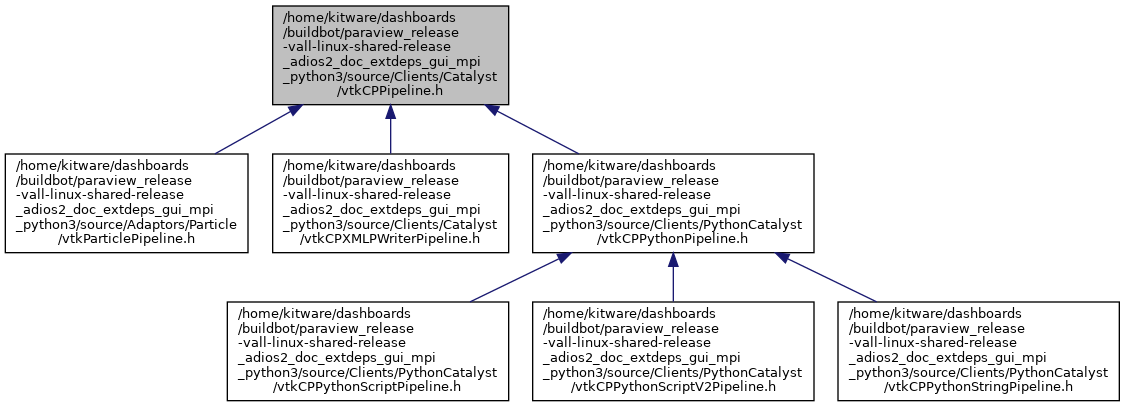 /home/kitware/dashboards
/buildbot/paraview_release
-vall-linux-shared-release
_adios2_doc_extdeps_gui_mpi
_python3/source/Clients/Catalyst
/vtkCPPipeline.h
/home/kitware/dashboards
/buildbot/paraview_release
-vall-linux-shared-release
_adios2_doc_extdeps_gui_mpi
_python3/source/Adaptors/Particle
/vtkParticlePipeline.h
/home/kitware/dashboards
/buildbot/paraview_release
-vall-linux-shared-release
_adios2_doc_extdeps_gui_mpi
_python3/source/Clients/Catalyst
/vtkCPXMLPWriterPipeline.h
/home/kitware/dashboards
/buildbot/paraview_release
-vall-linux-shared-release
_adios2_doc_extdeps_gui_mpi
_python3/source/Clients/PythonCatalyst
/vtkCPPythonPipeline.h
/home/kitware/dashboards
/buildbot/paraview_release
-vall-linux-shared-release
_adios2_doc_extdeps_gui_mpi
_python3/source/Clients/PythonCatalyst
/vtkCPPythonScriptPipeline.h
/home/kitware/dashboards
/buildbot/paraview_release
-vall-linux-shared-release
_adios2_doc_extdeps_gui_mpi
_python3/source/Clients/PythonCatalyst
/vtkCPPythonScriptV2Pipeline.h
/home/kitware/dashboards
/buildbot/paraview_release
-vall-linux-shared-release
_adios2_doc_extdeps_gui_mpi
_python3/source/Clients/PythonCatalyst
/vtkCPPythonStringPipeline.h